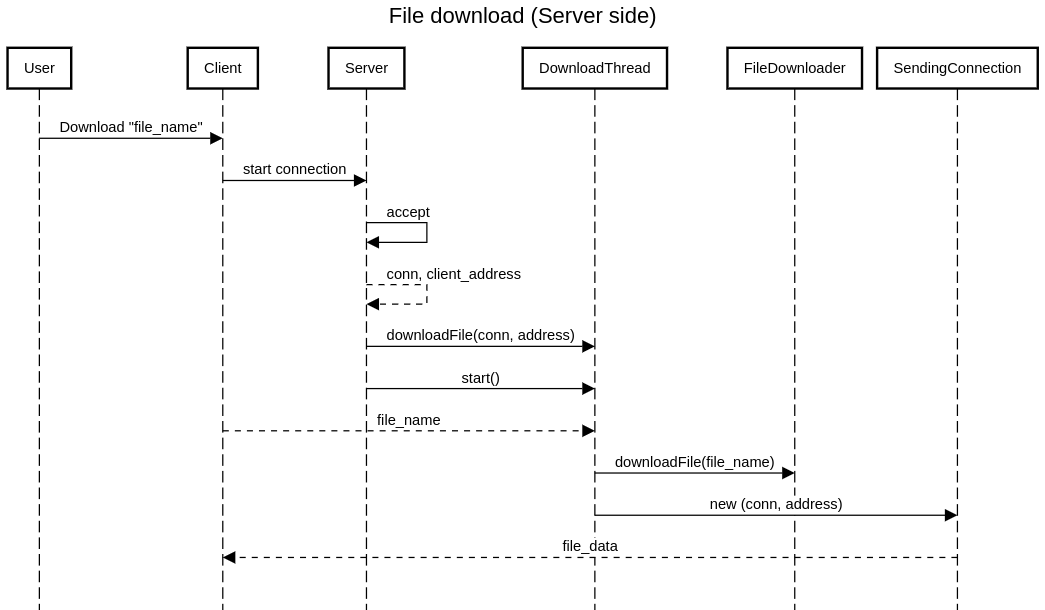 File download (Server side)
User
Client
Server
DownloadThread
FileDownloader
SendingConnection
Download "file_name"
start connection
accept
conn, client_address
downloadFile(conn, address)
start()
file_name
downloadFile(file_name)
new (conn, address)
file_data